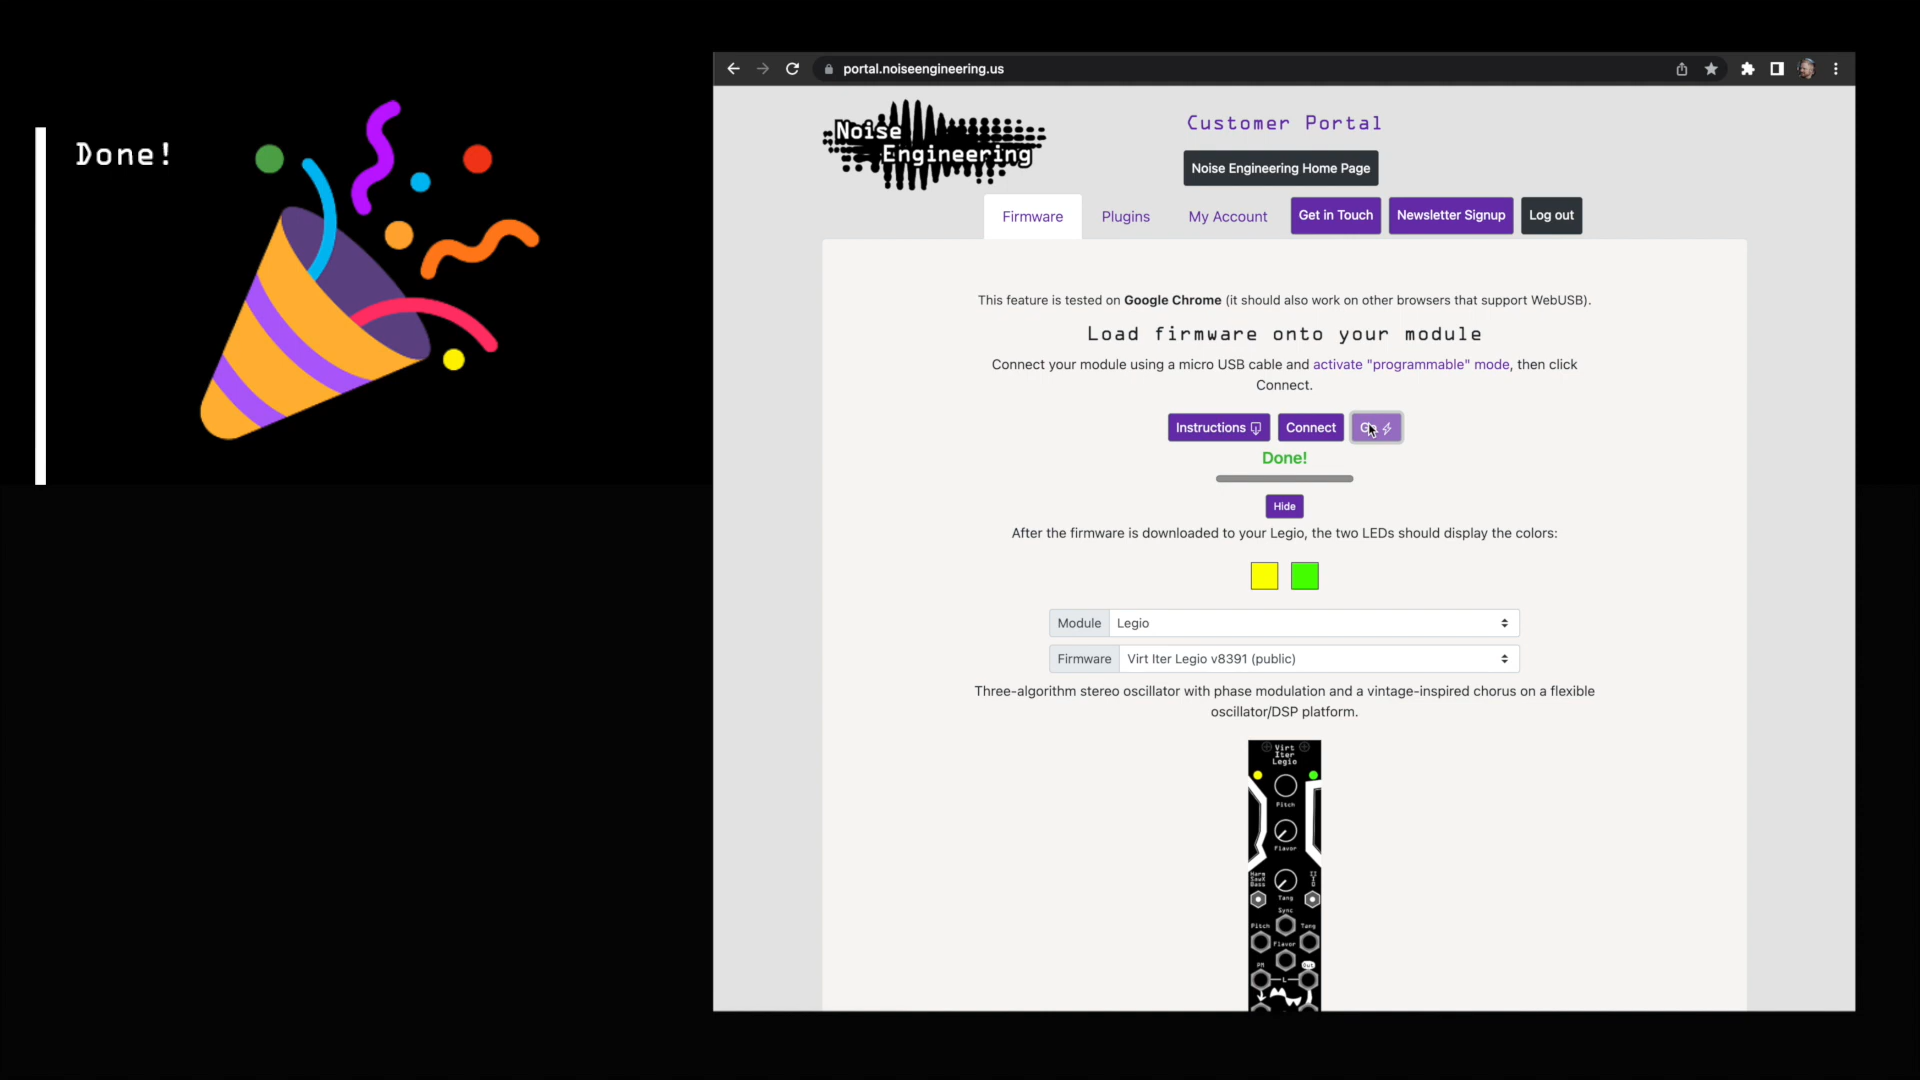 Done!
portal.noiseengineering.us
Noise
Engineering
Customer Portal
Noise Engineering Home Page
Firmware
Plugins
My Account
Get in Touch
Newsletter Signup
Log out
This feature is tested on Google Chrome (it should also work on other browsers that support WebUSB).
Load firmware onto your module
Connect your module using a micro USB cable and activate "programmable" mode, then click
Connect.
Instructions
Connect
Done!
Hide
After the firmware is downloaded to your Legio, the two LEDs should display the colors:
Module
Legio
Firmware
Virt Iter Legio v8391 (public)
Three-algorithm stereo oscillator with phase modulation and a vintage-inspired chorus on a flexible
oscillator/DSP platform.
Virt
Iter
Legio
Pitch
Flavor
Harm
SawX
Bass
Tang
Sync
Pitch
Tang
Flavor
PM
Out
L